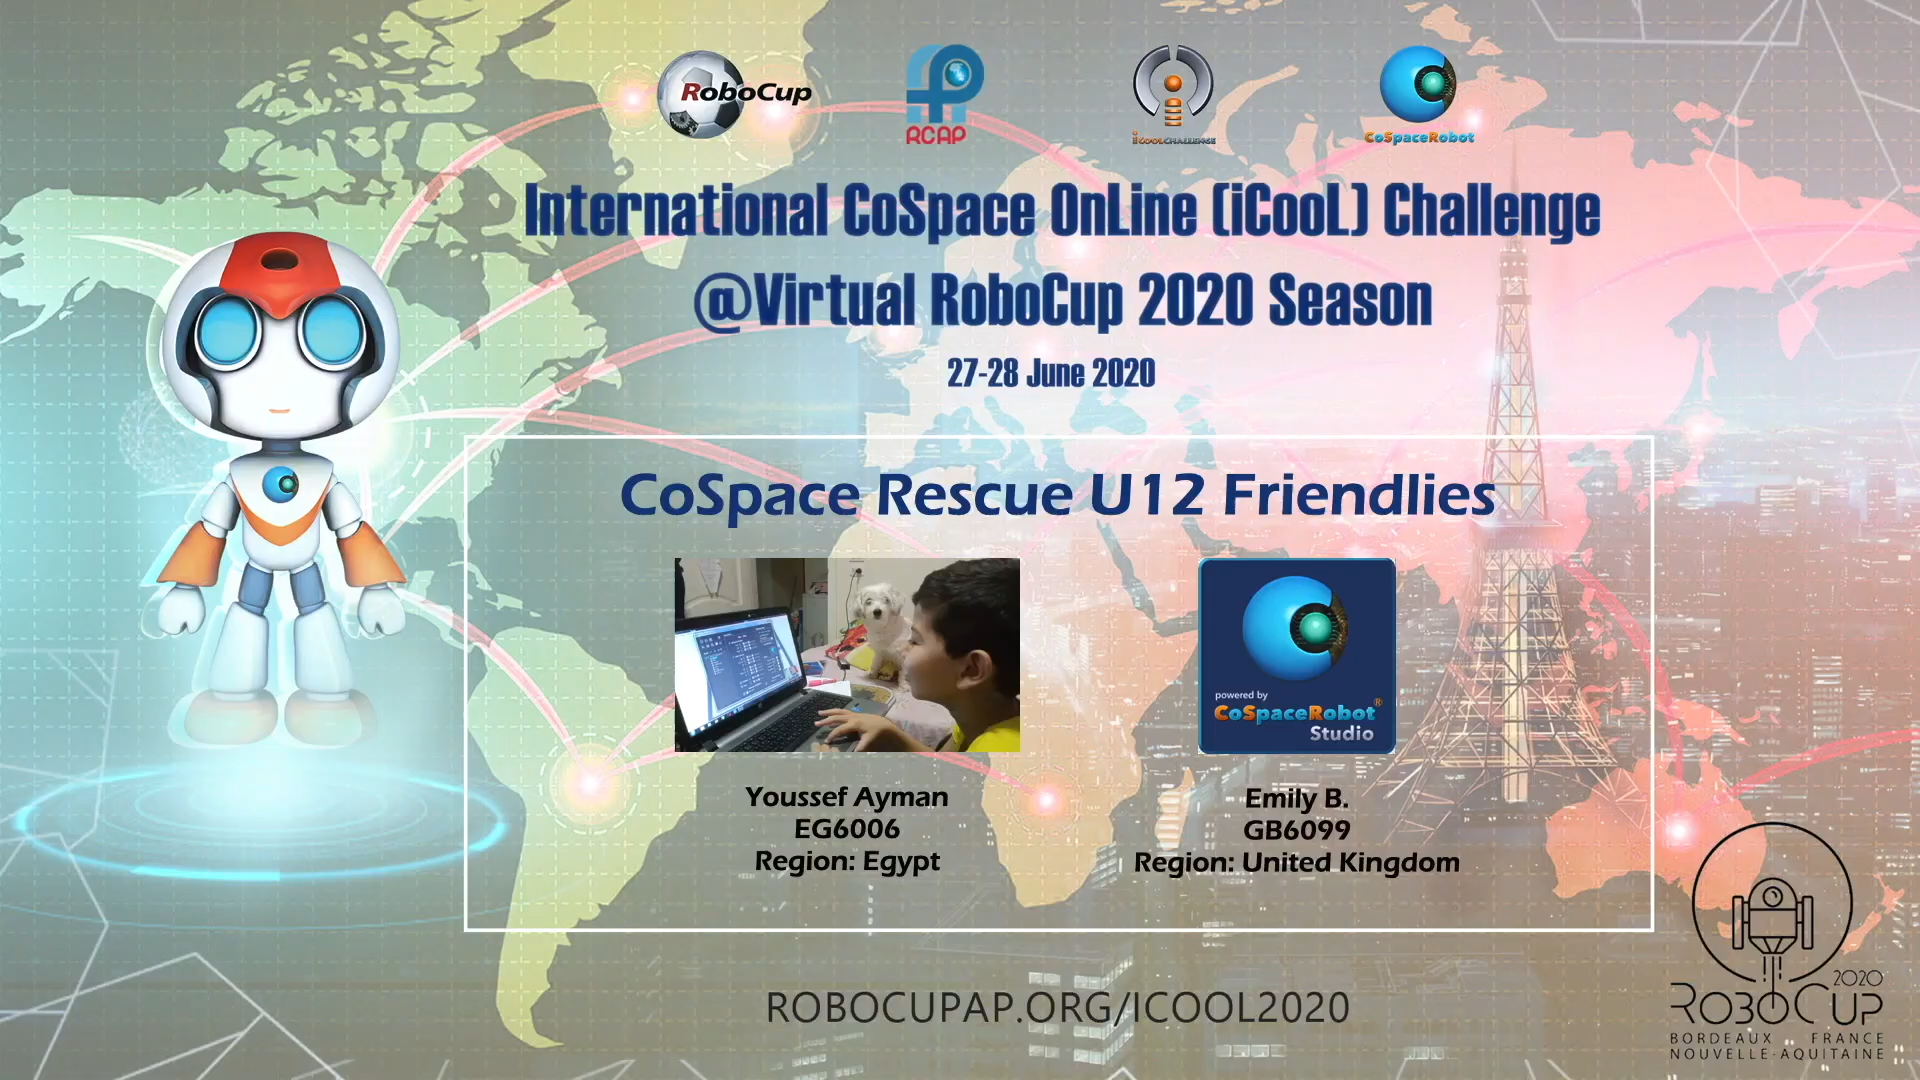 RoboCup
RCAP
iCOOLCHALLENGE
CoSpaceRobot
International CoSpace OnLine (iCooL) Challenge
@Virtual RoboCup 2020 Season
27-28 June 2020
CoSpace Rescue U12 Friendlies
powered by
CoSpaceRobot®
Studio
Youssef Ayman
EG6006
Region: Egypt
Emily B.
GB6099
Region: United Kingdom
ROBOCUPAP.ORG/ICOOL2020
2020
ROBOCUP
BORDEAUX FRANCE
NOUVELLE-AQUITAINE